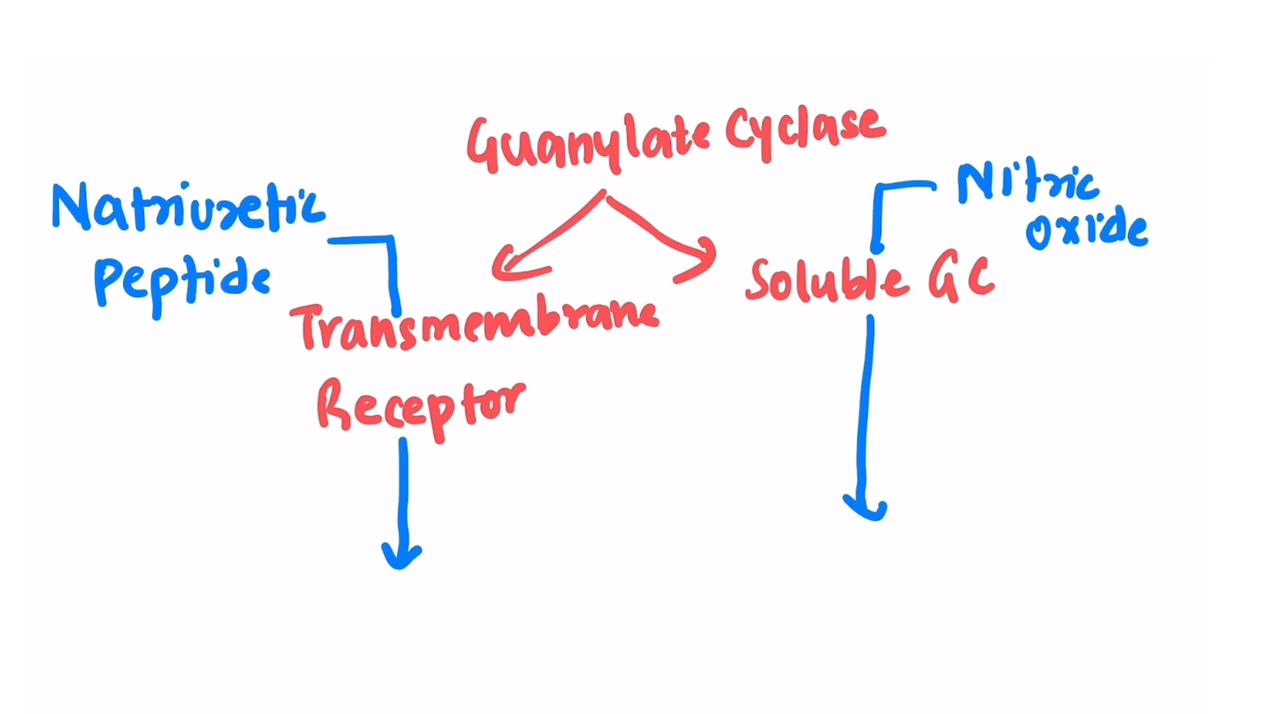 Guanylate Cyclase
Natriuretic
Peptide
Nitric
oxide
Transmembrane
Receptor
Soluble GC